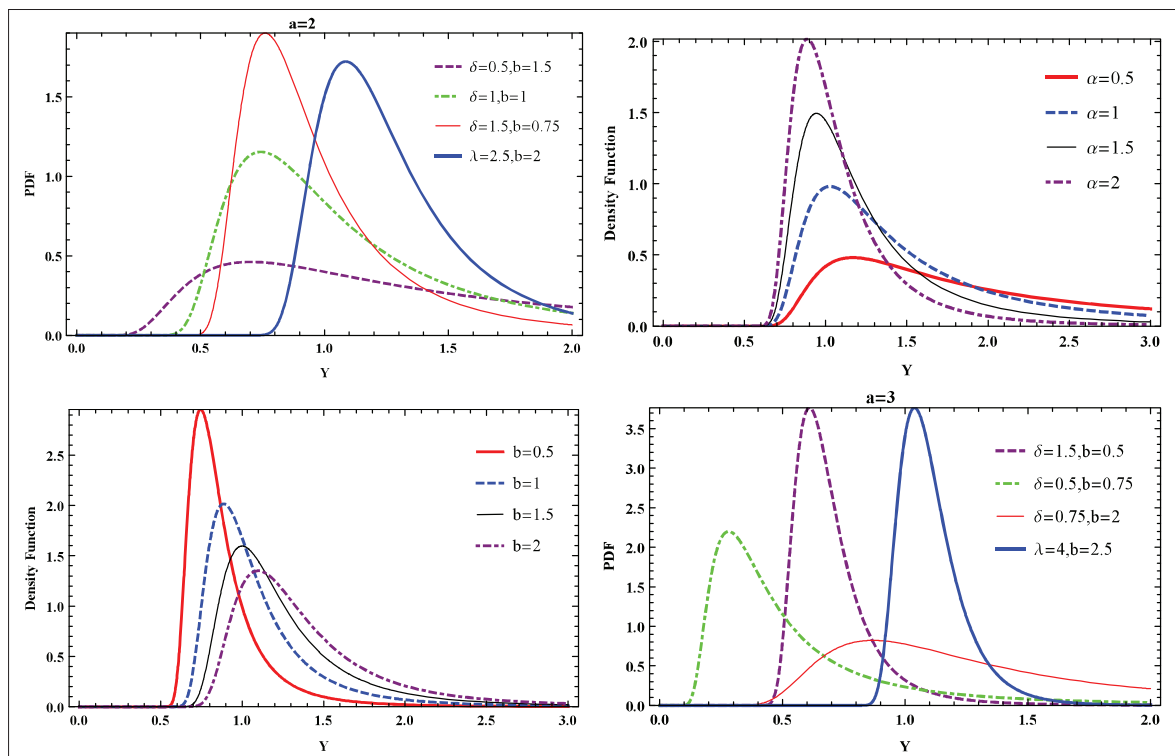 a=2
PDF
2.0
1.5
1.0
0.5
0.0
δ=0.5,b=1.5
δ=1,b=1
δ=1.5,b=0.75
λ=2.5,b=2
0.0 0.5 1.0 1.5 2.0
Y
Density Function
2.0
1.5
1.0
0.5
0.0
α=0.5
α=1
α=1.5
α=2
0.0 0.5 1.0 1.5 2.0 2.5 3.0
Y
Density Function
2.5
2.0
1.5
1.0
0.5
0.0
b=0.5
b=1
b=1.5
b=2
0.0 0.5 1.0 1.5 2.0 2.5 3.0
Y
a=3
PDF
3.5
3.0
2.5
2.0
1.5
1.0
0.5
0.0
δ=1.5,b=0.5
δ=0.5,b=0.75
δ=0.75,b=2
λ=4,b=2.5
0.0 0.5 1.0 1.5 2.0
Y